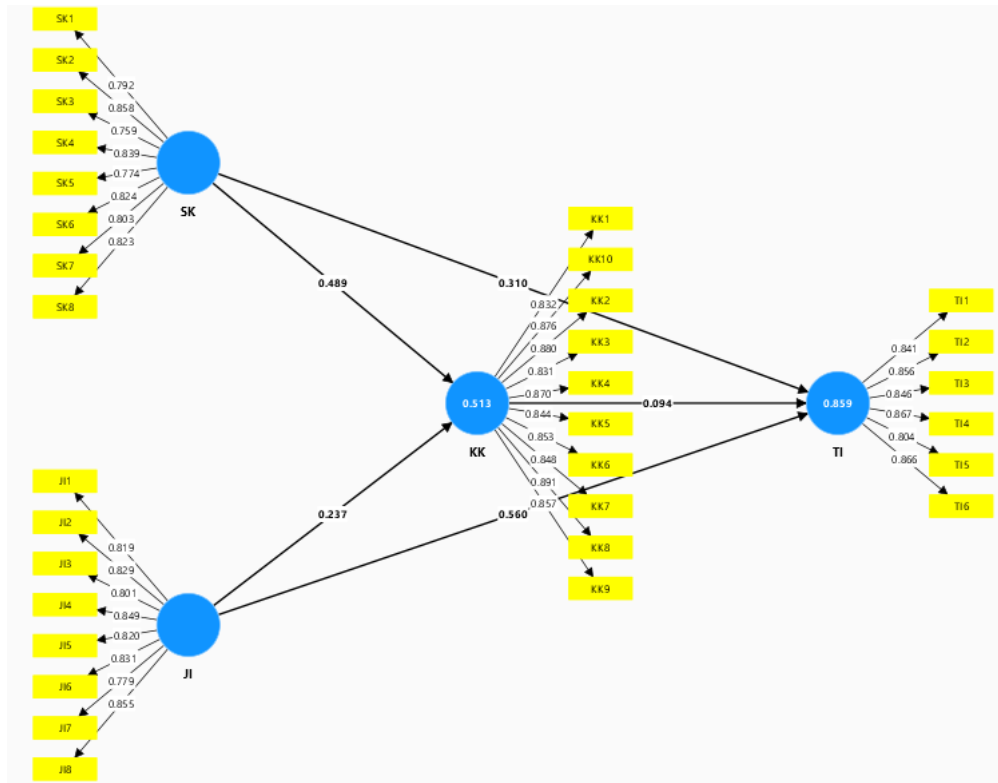 SK1
SK2
SK3
SK4
SK5
SK6
SK7
SK8
0.792
0.858
0.759
0.839
0.774
0.824
0.803
0.823
SK
0.489
0.310
KK1
KK10
KK2
KK3
KK4
KK5
KK6
KK7
KK8
KK9
0.832
0.876
0.880
0.831
0.870
0.844
0.853
0.848
0.891
0.857
0.513
KK
0.094
0.859
TI
0.841
0.856
0.846
0.867
0.804
0.866
TI1
TI2
TI3
TI4
TI5
TI6
JI1
JI2
JI3
JI4
JI5
JI6
JI7
JI8
0.819
0.829
0.801
0.849
0.820
0.831
0.779
0.855
JI
0.237
0.560